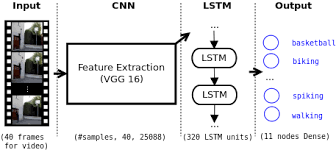 Input
CNN
LSTM
Output
Feature Extraction
(VGG 16)
...
LSTM
LSTM
...
basketball
biking
...
spiking
walking
(40 frames
for video)
(#samples, 40, 25088)
(320 LSTM units)
(11 nodes Dense)